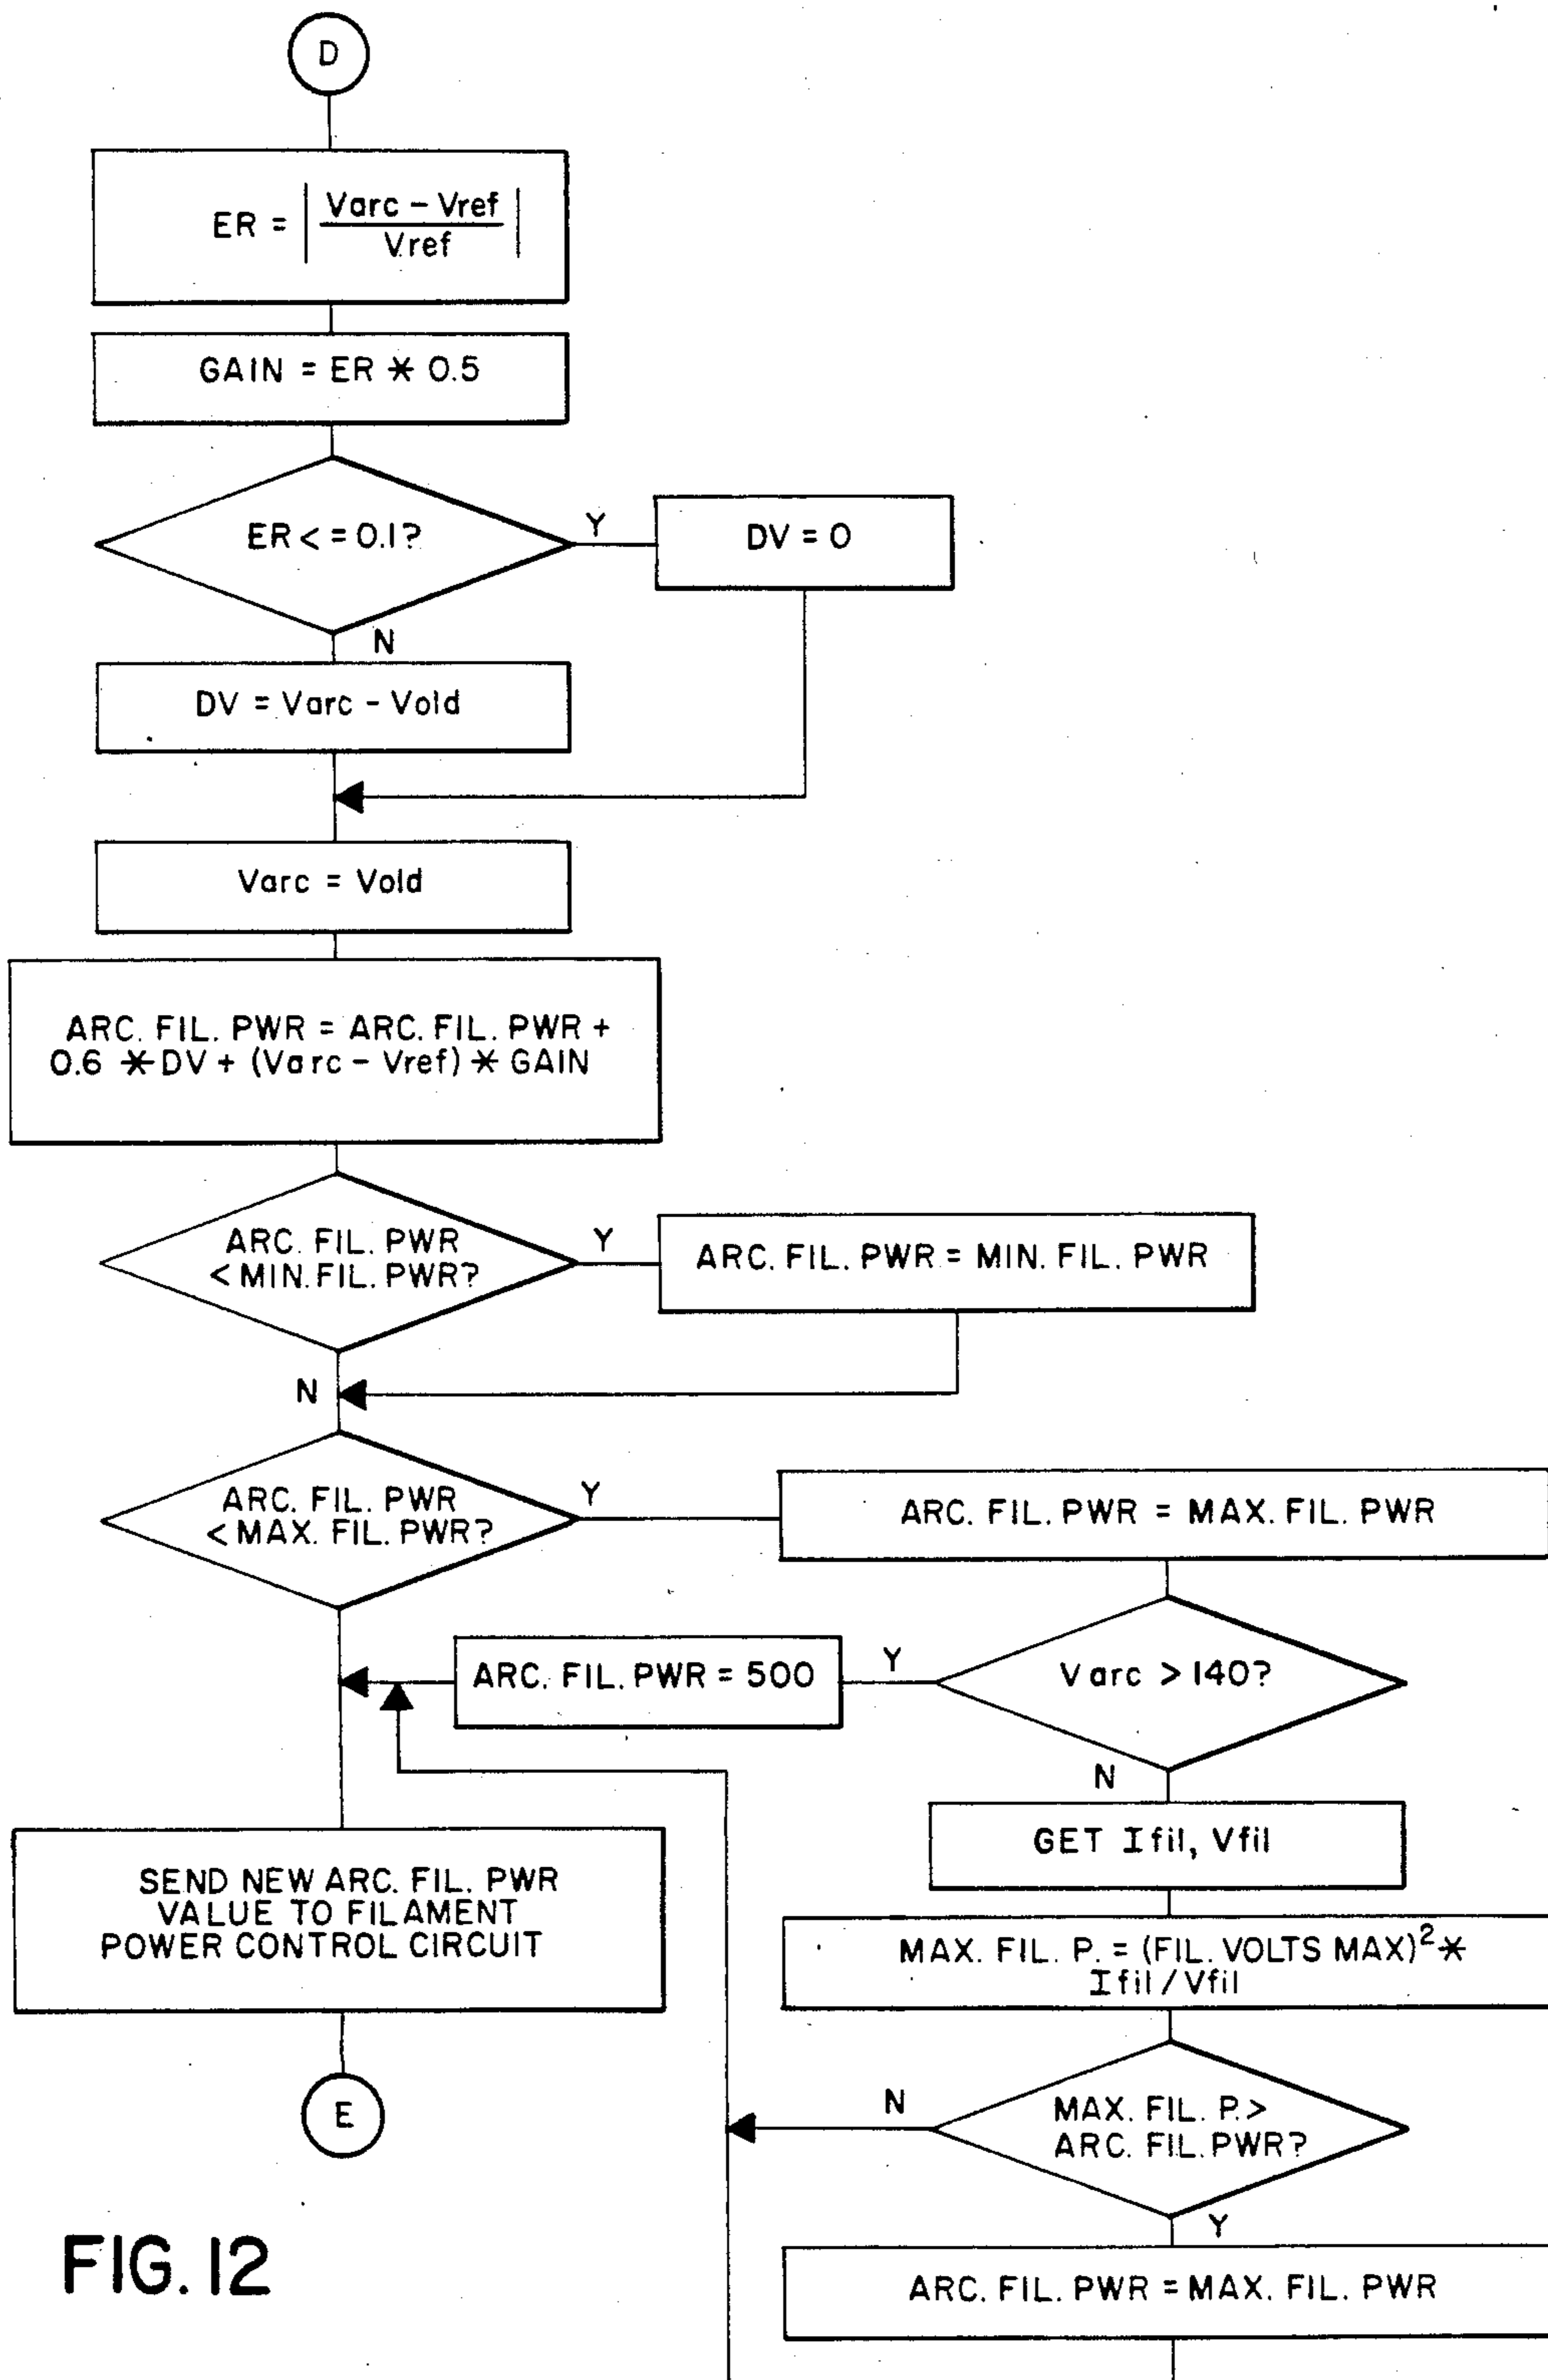 D
ER = | Varc - Vref / Vref |
GAIN = ER * 0.5
ER < = 0.1?
Y
DV = 0
N
DV = Varc - Vold
Varc = Vold
ARC. FIL. PWR = ARC. FIL. PWR +
0.6 * DV + (Varc - Vref) * GAIN
ARC. FIL. PWR
< MIN. FIL. PWR?
Y
ARC. FIL. PWR = MIN. FIL. PWR
N
ARC. FIL. PWR
< MAX. FIL. PWR?
Y
ARC. FIL. PWR = MAX. FIL. PWR
ARC. FIL. PWR = 500
Y
Varc > 140?
N
GET Ifil, Vfil
SEND NEW ARC. FIL. PWR
VALUE TO FILAMENT
POWER CONTROL CIRCUIT
MAX. FIL. P. = (FIL. VOLTS MAX)² *
Ifil / Vfil
E
N
MAX. FIL. P. >
ARC. FIL. PWR?
Y
ARC. FIL. PWR = MAX. FIL. PWR
FIG. 12